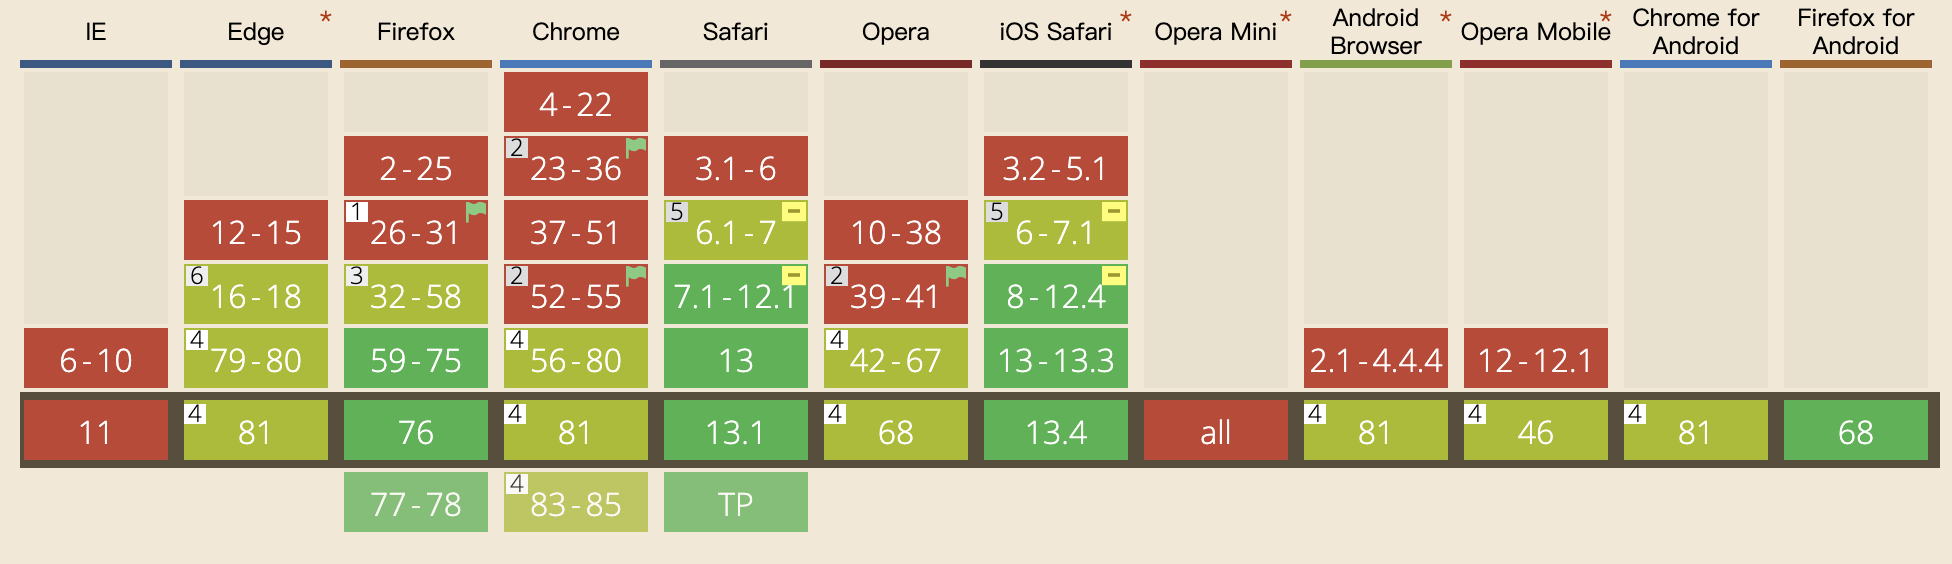 IE
Edge *
Firefox
Chrome
Safari
Opera
iOS Safari *
Opera Mini *
Android Browser *
Opera Mobile *
Chrome for Android
Firefox for Android
4-22
2-25
2 23-36
3.1-6
3.2-5.1
12-15
1 26-31
37-51
5 6.1-7
10-38
5 6-7.1
6 16-18
3 32-58
2 52-55
7.1-12.1
2 39-41
8-12.4
6-10
4 79-80
59-75
4 56-80
13
4 42-67
13-13.3
2.1-4.4.4
12-12.1
11
4 81
76
4 81
13.1
4 68
13.4
all
4 81
4 46
4 81
68
77-78
4 83-85
TP